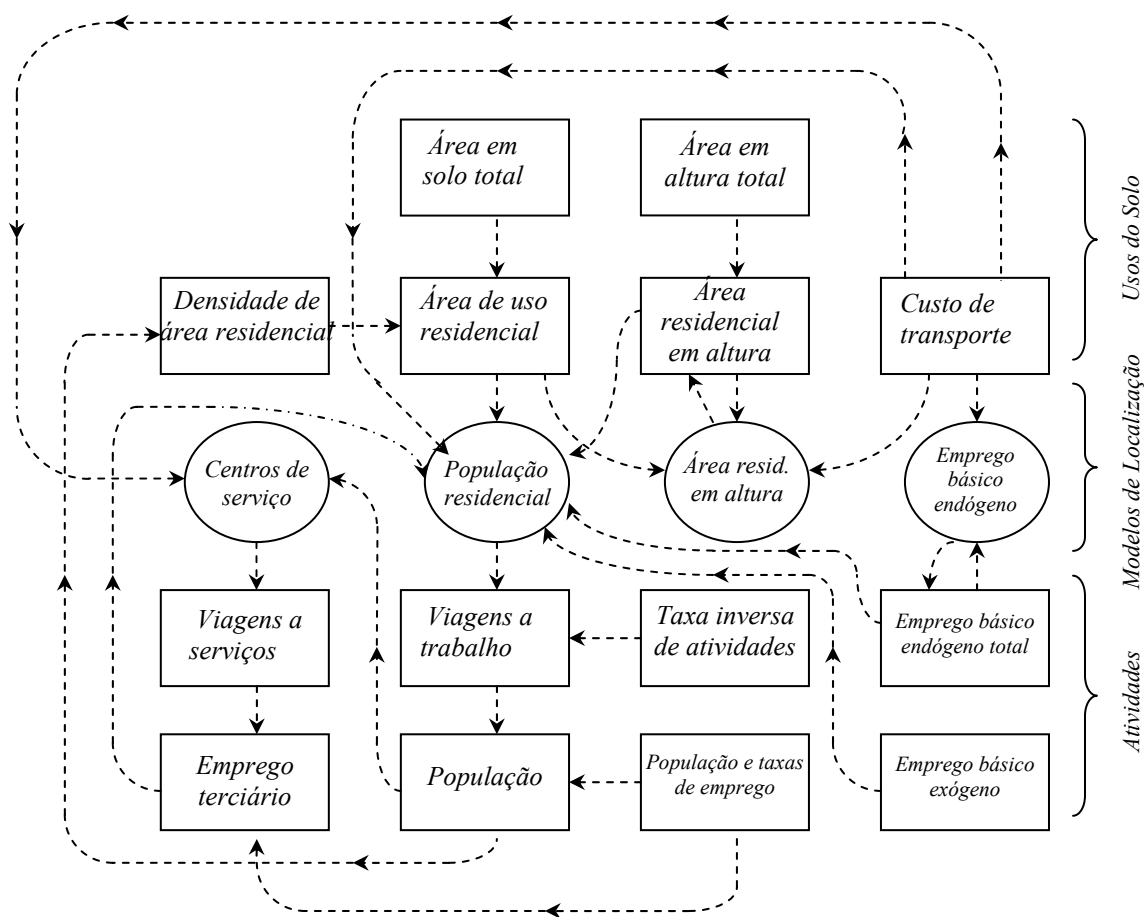 Área em
solo total
Área em
altura total
Usos do Solo
Densidade de
área residencial
Área de uso
residencial
Área
residencial
em altura
Custo de
transporte
Modelos de Localização
Centros de
serviço
População
residencial
Área resid.
em altura
Emprego
básico
endógeno
Viagens a
serviços
Viagens a
trabalho
Taxa inversa
de atividades
Emprego básico
endógeno total
Atividades
Emprego
terciário
População
População e taxas
de emprego
Emprego básico
exógeno